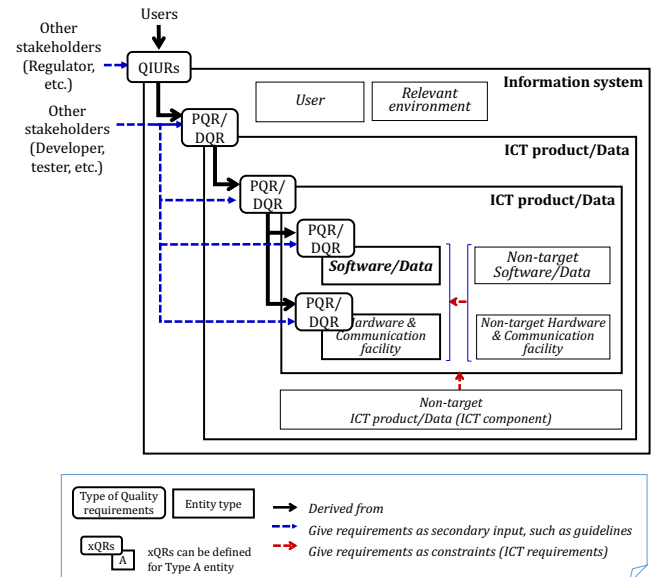 Users
Other
stakeholders
(Regulator,
etc.)
QIURs
Information system
User
Relevant
environment
Other
stakeholders
(Developer,
tester, etc.)
PQR/
DQR
ICT product/Data
PQR/
DQR
ICT product/Data
PQR/
DQR
Software/Data
Non-target
Software/Data
PQR/
DQR
Hardware &
Communication
facility
Non-target Hardware
& Communication
facility
Non-target
ICT product/Data (ICT component)
Type of Quality
requirements
Entity type
Derived from
Give requirements as secondary input, such as guidelines
Give requirements as constraints (ICT requirements)
xQRs
A
xQRs can be defined
for Type A entity